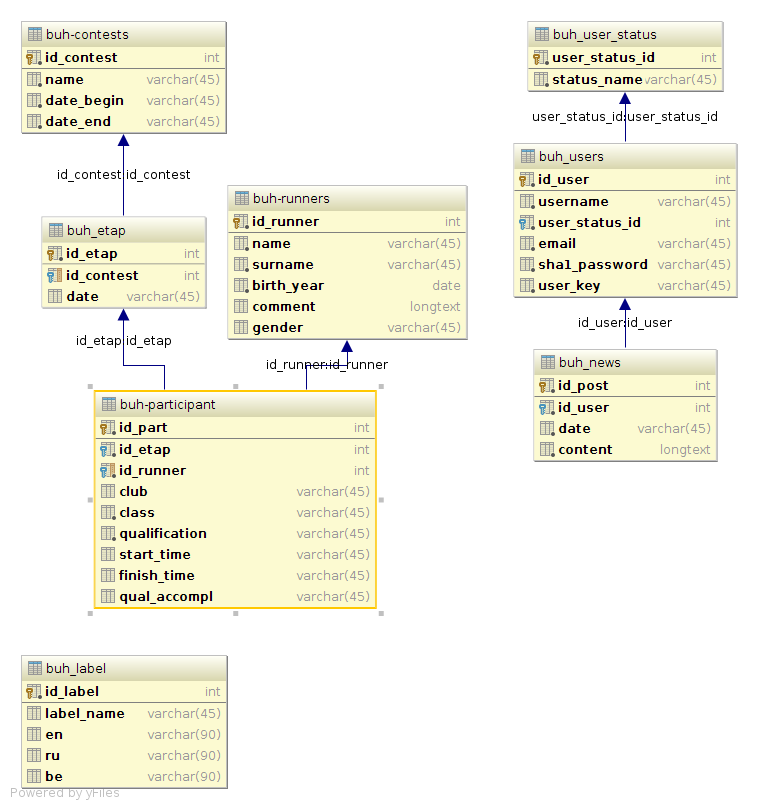 buh-contests
id_contest int
name varchar(45)
date_begin varchar(45)
date_end varchar(45)
id_contest:id_contest
buh_etap
id_etap int
id_contest int
date varchar(45)
id_etap:id_etap
buh-runners
id_runner int
name varchar(45)
surname varchar(45)
birth_year date
comment longtext
gender varchar(45)
id_runner:id_runner
buh-participant
id_part int
id_etap int
id_runner int
club varchar(45)
class varchar(45)
qualification varchar(45)
start_time varchar(45)
finish_time varchar(45)
qual_accompl varchar(45)
buh_label
id_label int
label_name varchar(45)
en varchar(90)
ru varchar(90)
be varchar(90)
buh_user_status
user_status_id int
status_name varchar(45)
user_status_id:user_status_id
buh_users
id_user int
username varchar(45)
user_status_id int
email varchar(45)
sha1_password varchar(45)
user_key varchar(45)
id_user:id_user
buh_news
id_post int
id_user int
date varchar(45)
content longtext
Powered by yFiles